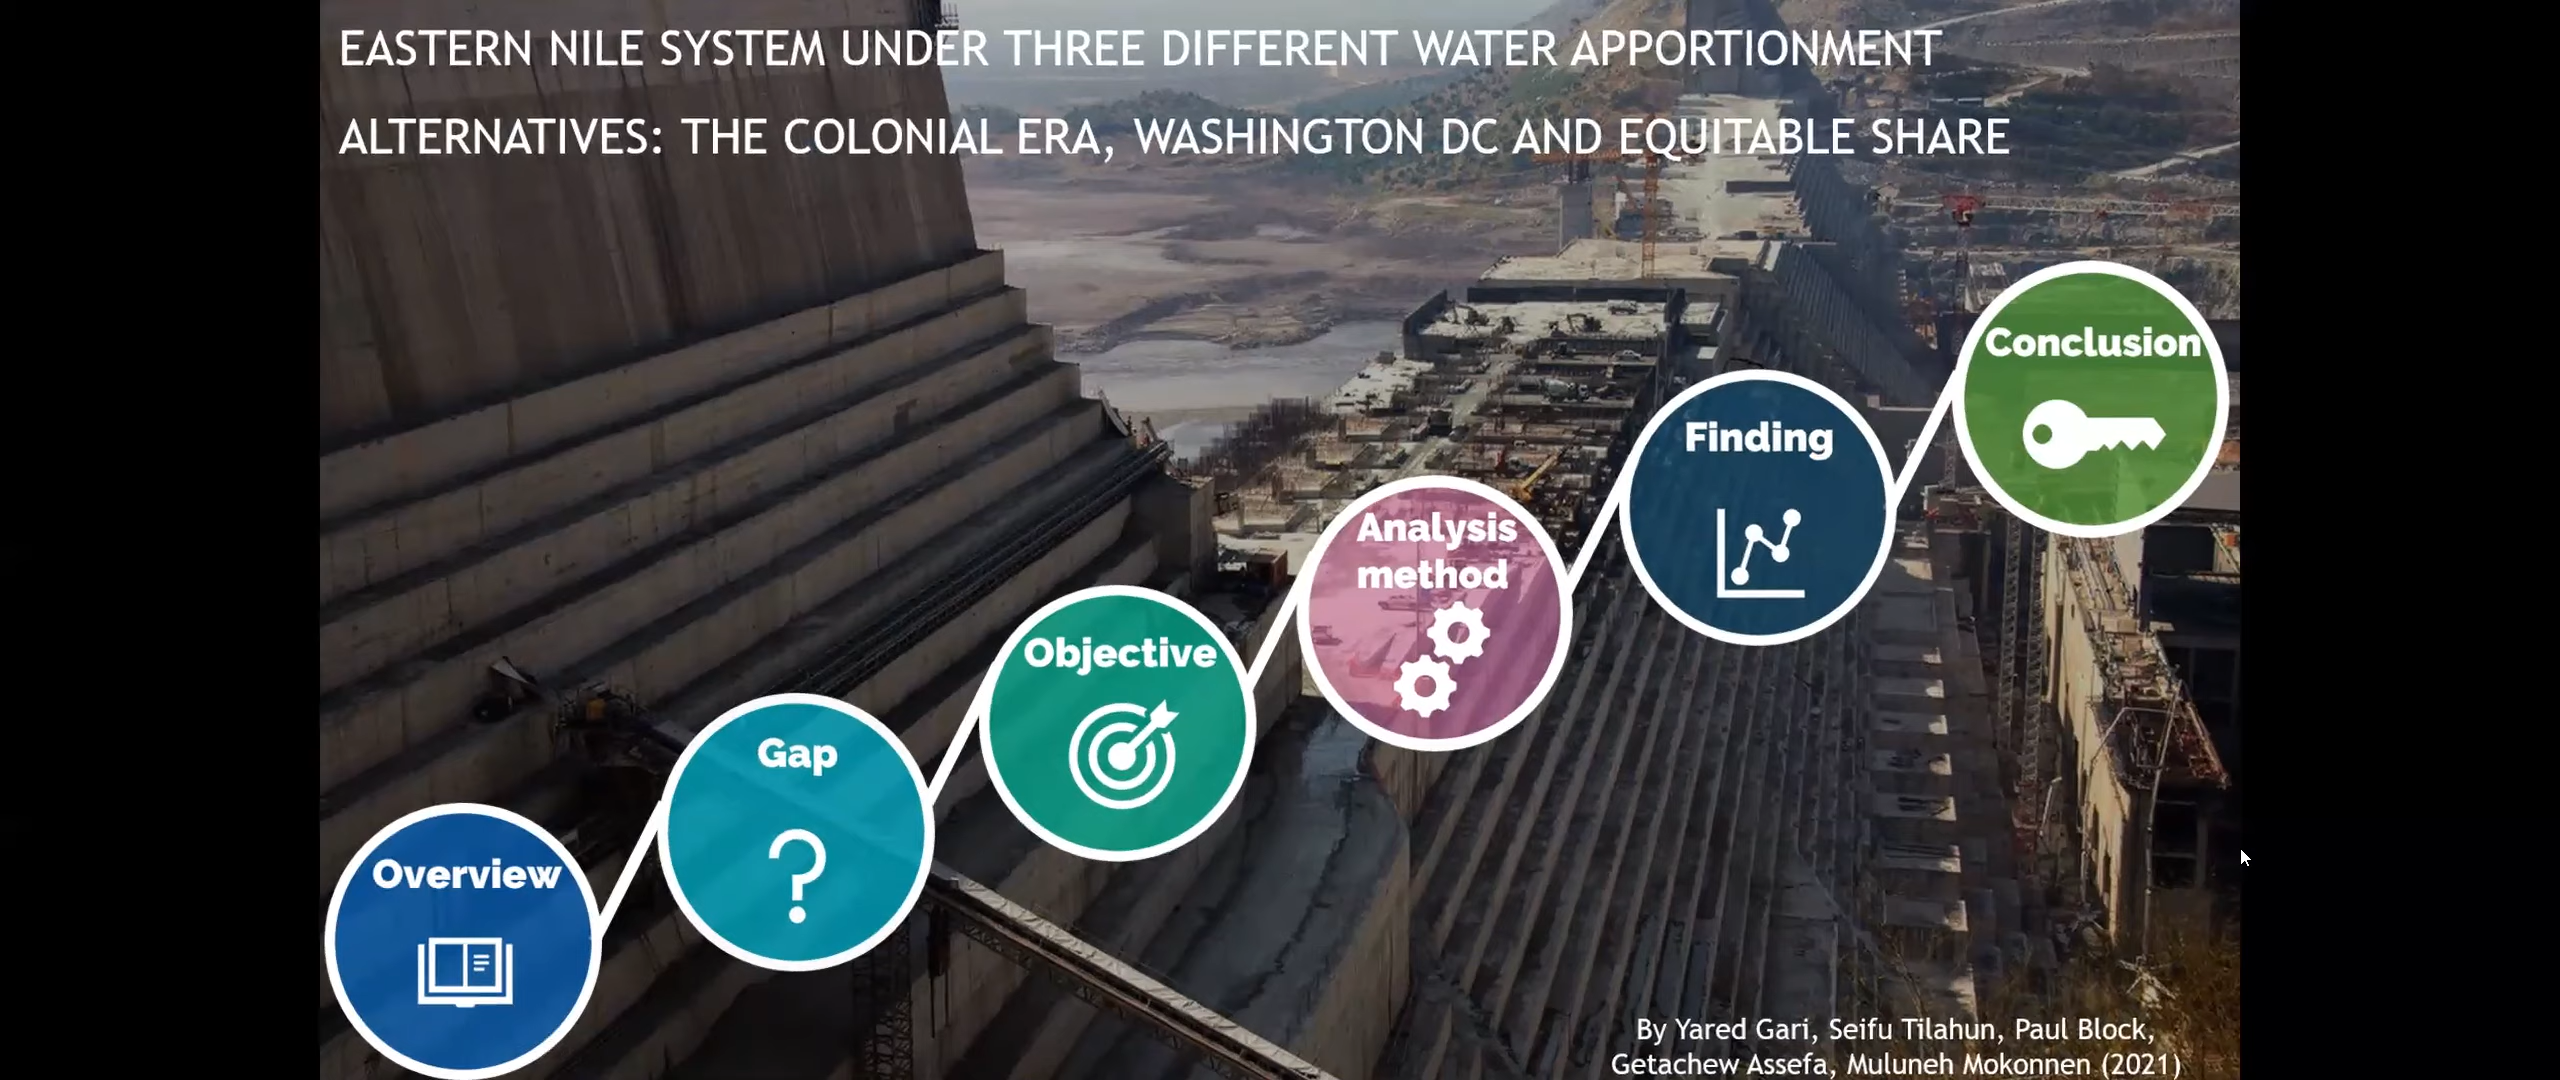 EASTERN NILE SYSTEM UNDER THREE DIFFERENT WATER APPORTIONMENT
ALTERNATIVES: THE COLONIAL ERA, WASHINGTON DC AND EQUITABLE SHARE
Overview
Gap
?
Objective
Analysis
method
Finding
Conclusion
By Yared Gari, Seifu Tilahun, Paul Block,
Getachew Assefa, Muluneh Mokonnen (2021)